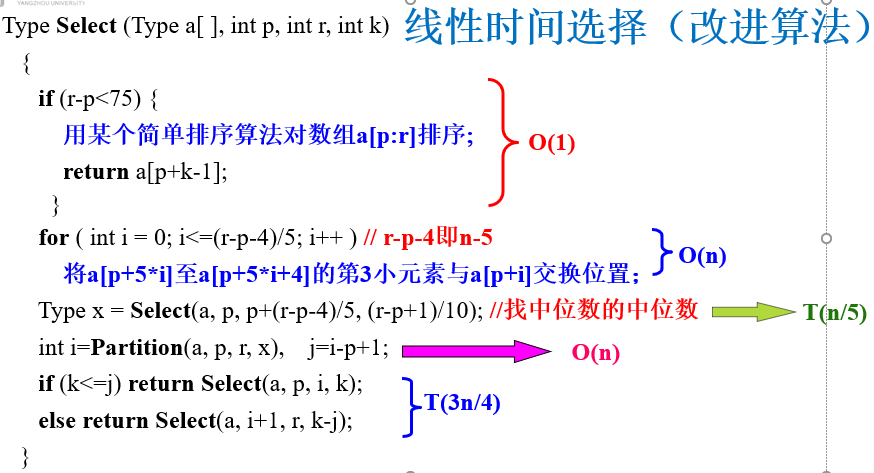 YANGZHOU UNIVERSITY
线性时间选择（改进算法）
Type Select (Type a[ ], int p, int r, int k)
{
if (r-p<75) {
用某个简单排序算法对数组a[p:r]排序;
return a[p+k-1];
}
O(1)
for ( int i = 0; i<=(r-p-4)/5; i++ ) // r-p-4即n-5
将a[p+5*i]至a[p+5*i+4]的第3小元素与a[p+i]交换位置；
O(n)
Type x = Select(a, p, p+(r-p-4)/5, (r-p+1)/10); //找中位数的中位数
T(n/5)
int i=Partition(a, p, r, x), j=i-p+1;
O(n)
if (k<=j) return Select(a, p, i, k);
else return Select(a, i+1, r, k-j);
T(3n/4)
}